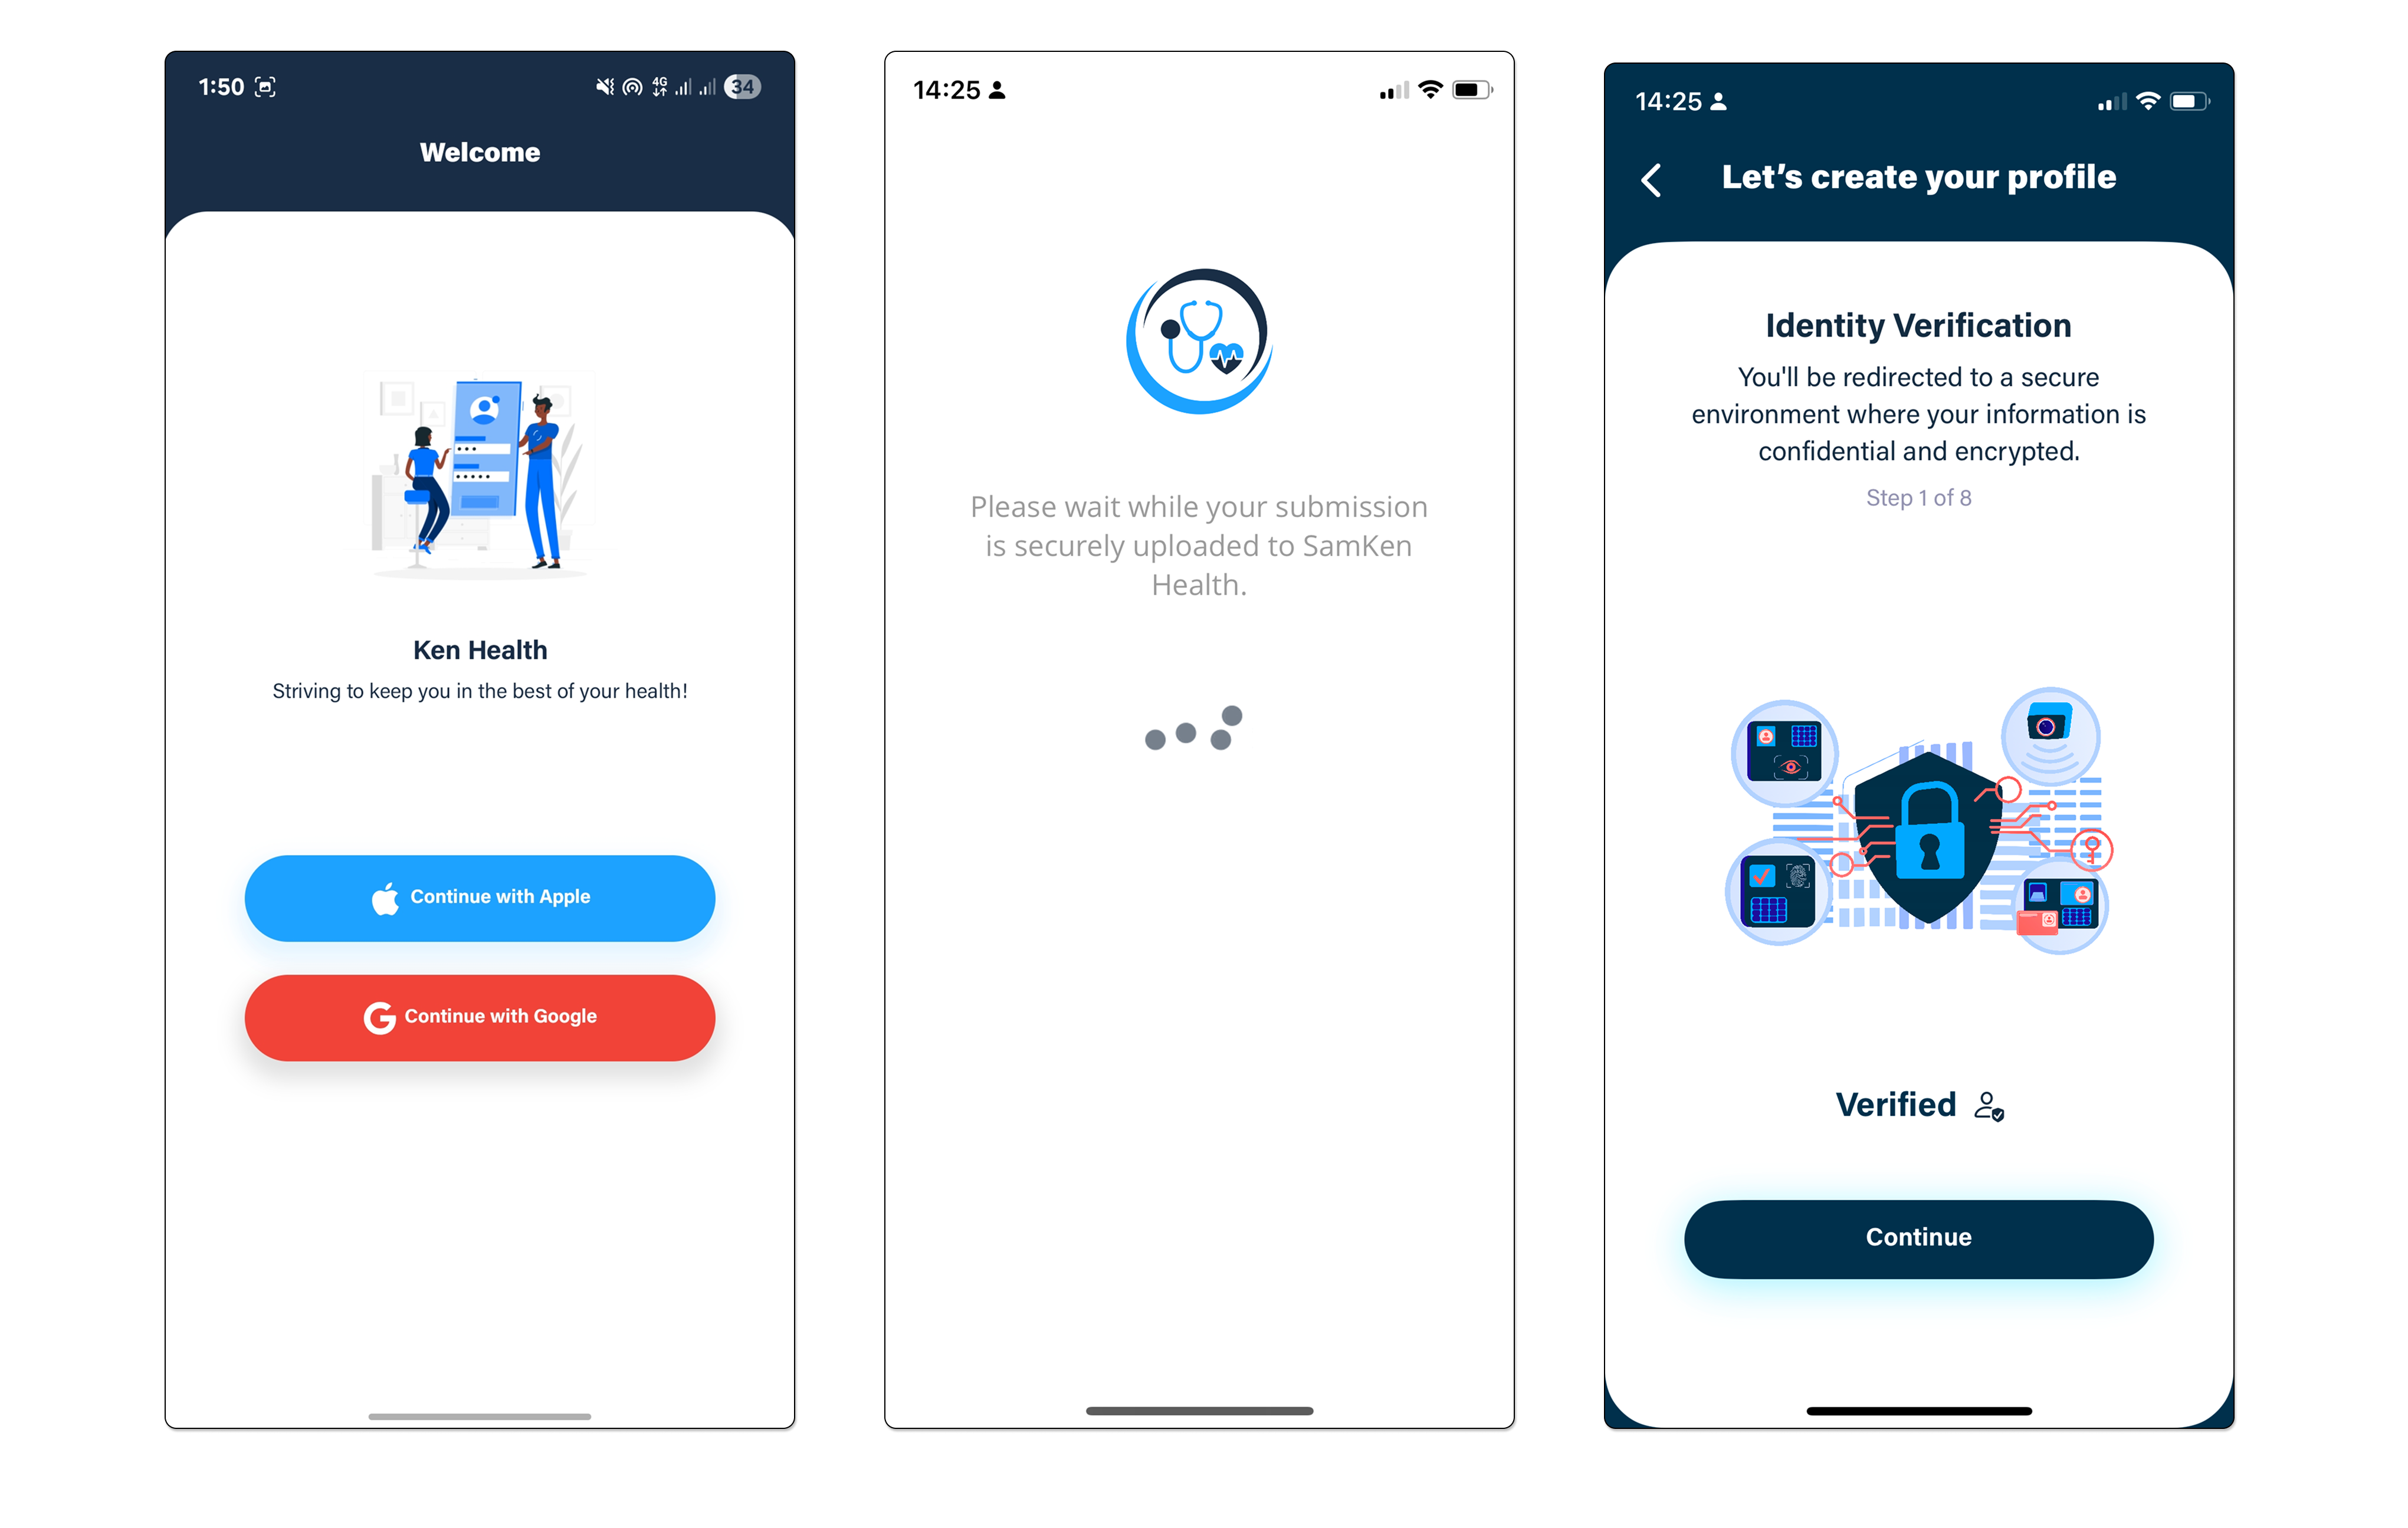 1:50
4G
34
Welcome
Ken Health
Striving to keep you in the best of your health!
Continue with Apple
G Continue with Google
14:25
Please wait while your submission
is securely uploaded to SamKen
Health.
14:25
Let’s create your profile
Identity Verification
You'll be redirected to a secure
environment where your information is
confidential and encrypted.
Step 1 of 8
Verified
Continue